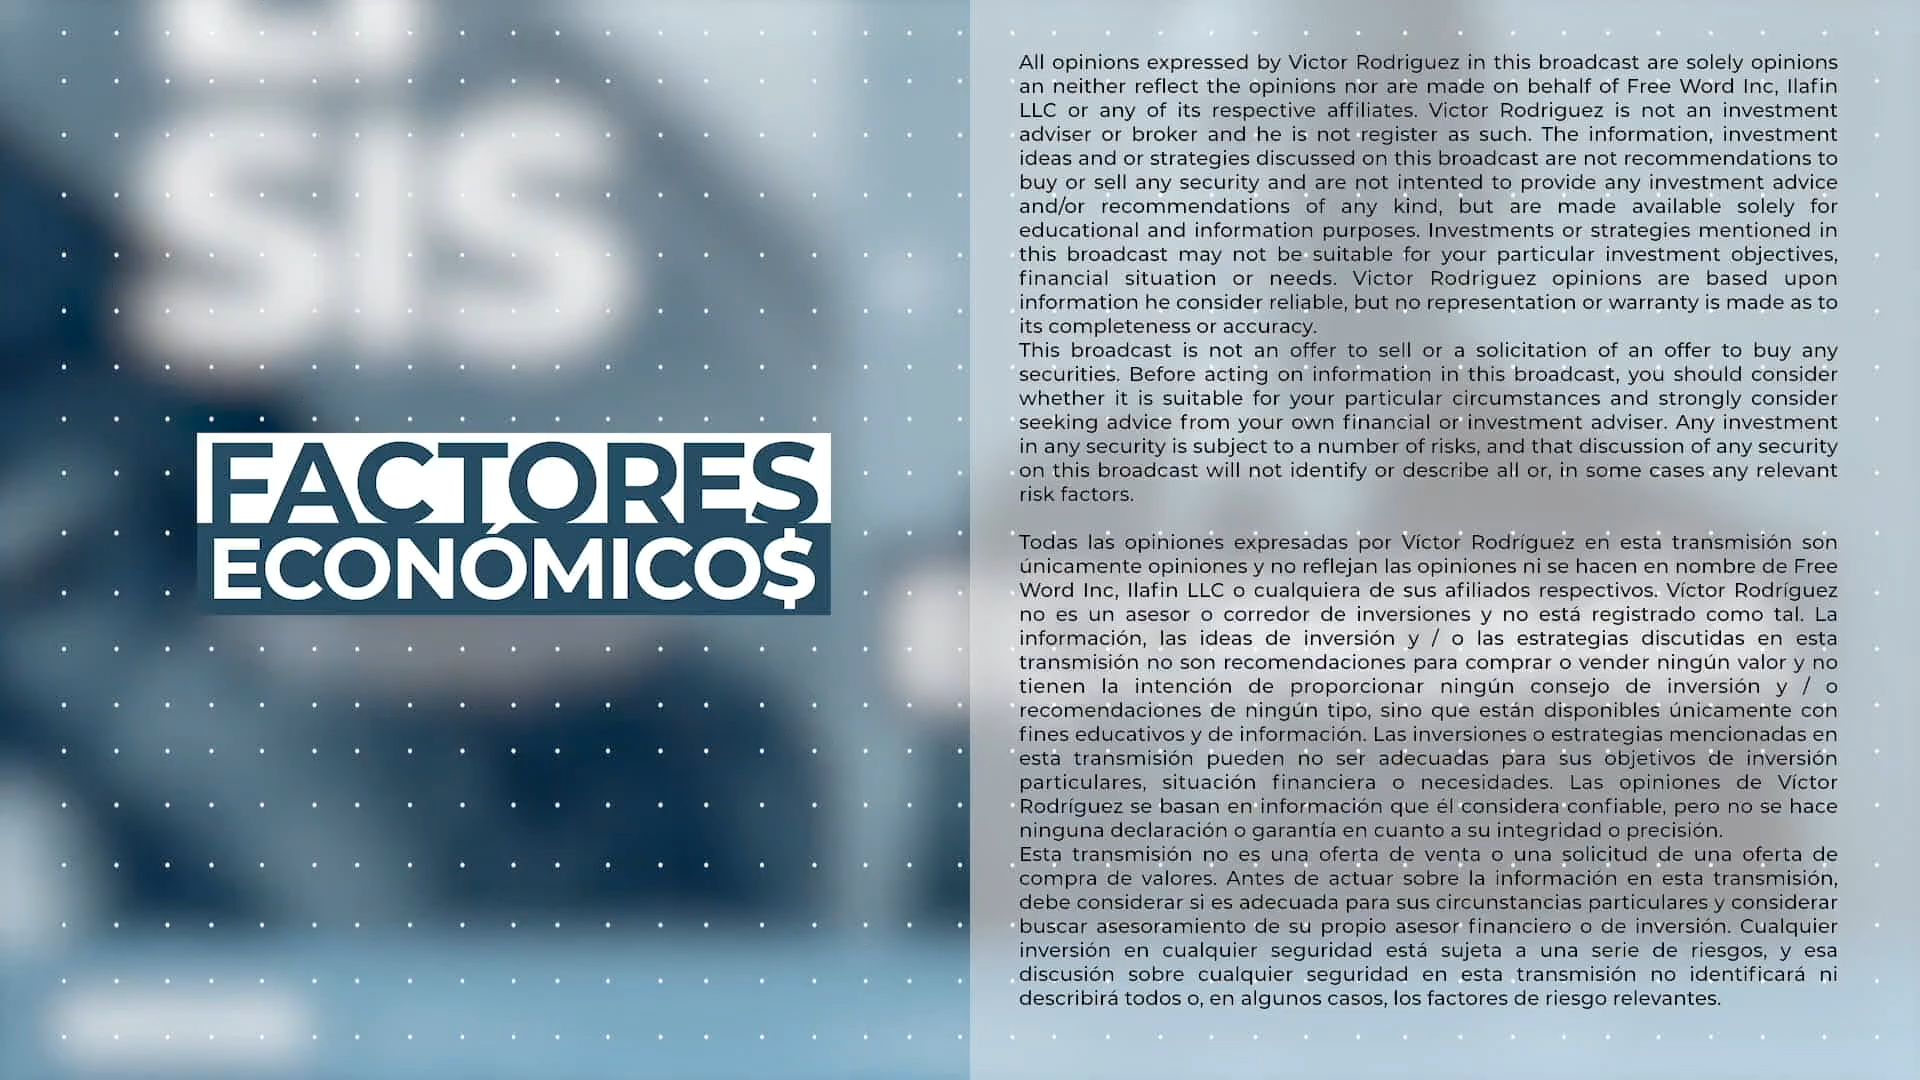 SIS
FACTORES
ECONÓMICO$
All opinions expressed by Victor Rodriguez in this broadcast are solely opinions
an neither reflect the opinions nor are made on behalf of Free Word Inc, Ilafin
LLC or any of its respective affiliates. Victor Rodriguez is not an investment
adviser or broker and he is not register as such. The information, investment
ideas and or strategies discussed on this broadcast are not recommendations to
buy or sell any security and are not intented to provide any investment advice
and/or recommendations of any kind, but are made available solely for
educational and information purposes. Investments or strategies mentioned in
this broadcast may not be suitable for your particular investment objectives,
financial situation or needs. Victor Rodriguez opinions are based upon
information he consider reliable, but no representation or warranty is made as to
its completeness or accuracy.
This broadcast is not an offer to sell or a solicitation of an offer to buy any
securities. Before acting on information in this broadcast, you should consider
whether it is suitable for your particular circumstances and strongly consider
seeking advice from your own financial or investment adviser. Any investment
in any security is subject to a number of risks, and that discussion of any security
on this broadcast will not identify or describe all or, in some cases any relevant
risk factors.
Todas las opiniones expresadas por Víctor Rodríguez en esta transmisión son
únicamente opiniones y no reflejan las opiniones ni se hacen en nombre de Free
Word Inc, Ilafin LLC o cualquiera de sus afiliados respectivos. Víctor Rodríguez
no es un asesor o corredor de inversiones y no está registrado como tal. La
información, las ideas de inversión y / o las estrategias discutidas en esta
transmisión no son recomendaciones para comprar o vender ningún valor y no
tienen la intención de proporcionar ningún consejo de inversión y / o
recomendaciones de ningún tipo, sino que están disponibles únicamente con
fines educativos y de información. Las inversiones o estrategias mencionadas en
esta transmisión pueden no ser adecuadas para sus objetivos de inversión
particulares, situación financiera o necesidades. Las opiniones de Víctor
Rodríguez se basan en información que él considera confiable, pero no se hace
ninguna declaración o garantía en cuanto a su integridad o precisión.
Esta transmisión no es una oferta de venta o una solicitud de una oferta de
compra de valores. Antes de actuar sobre la información en esta transmisión,
debe considerar si es adecuada para sus circunstancias particulares y considerar
buscar asesoramiento de su propio asesor financiero o de inversión. Cualquier
inversión en cualquier seguridad está sujeta a una serie de riesgos, y esa
discusión sobre cualquier seguridad en esta transmisión no identificará ni
describirá todos o, en algunos casos, los factores de riesgo relevantes.